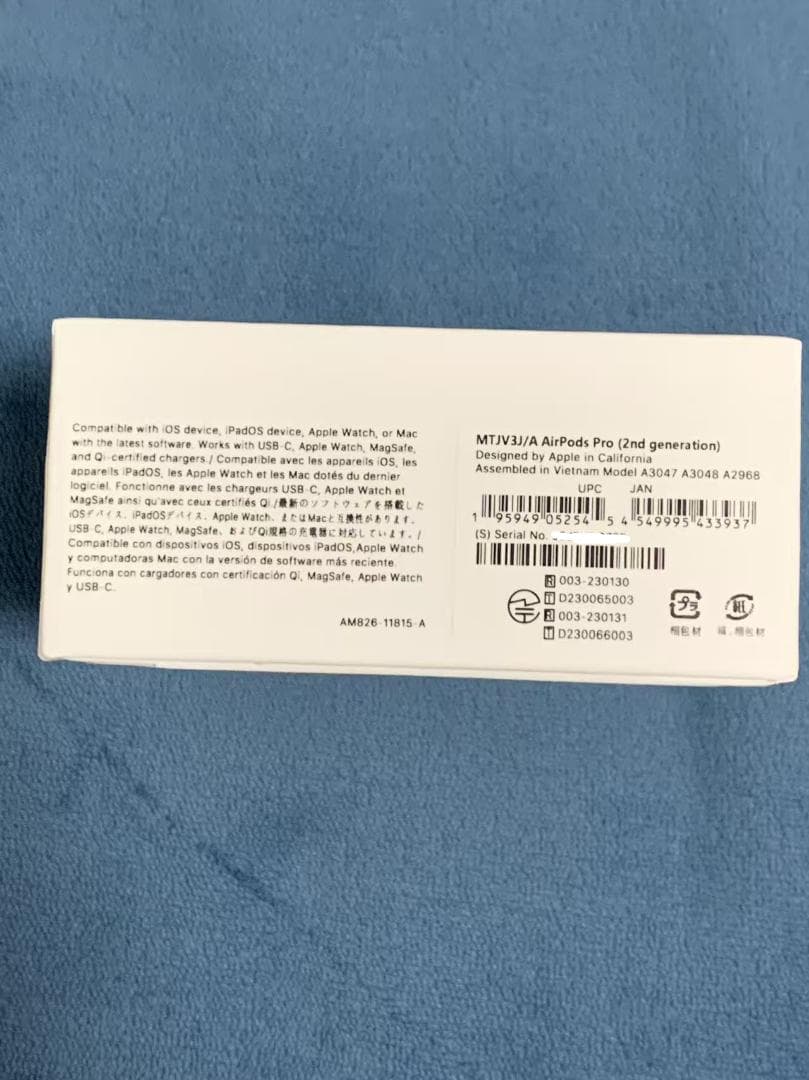 Compatible with iOS device, iPadOS device, Apple Watch, or Mac
with the latest software. Works with USB-C, Apple Watch, MagSafe,
and Qi-certified chargers./ Compatible avec les appareils iOS, les
appareils iPadOS, les Apple Watch et les Mac dotés du dernier
logiciel. Fonctionne avec les chargeurs USB-C, Apple Watch et
MagSafe ainsi qu'avec ceux certifiés Qi./最新のソフトウェアを搭載した
iOSデバイス、iPadOSデバイス、Apple Watch、またはMacと互換性があります。
USB-C, Apple Watch, MagSafe、およびQi規格の充電器に対応しています。/
Compatible con dispositivos iOS, dispositivos iPadOS,Apple Watch
y computadoras Mac con la versión de software más reciente.
Funciona con cargadores con certificación Qi, MagSafe, Apple Watch
y USB-C.
AM826-11815-A
MTJV3J/A AirPods Pro (2nd generation)
Designed by Apple in California
Assembled in Vietnam Model A3047 A3048 A2968
UPC JAN
1 95949 05254 5 4 549995 433937
(S) Serial No.
R 003-230130
T D230065003
R 003-231131
T D230066003
プラ 紙
梱包材 箱,梱包材